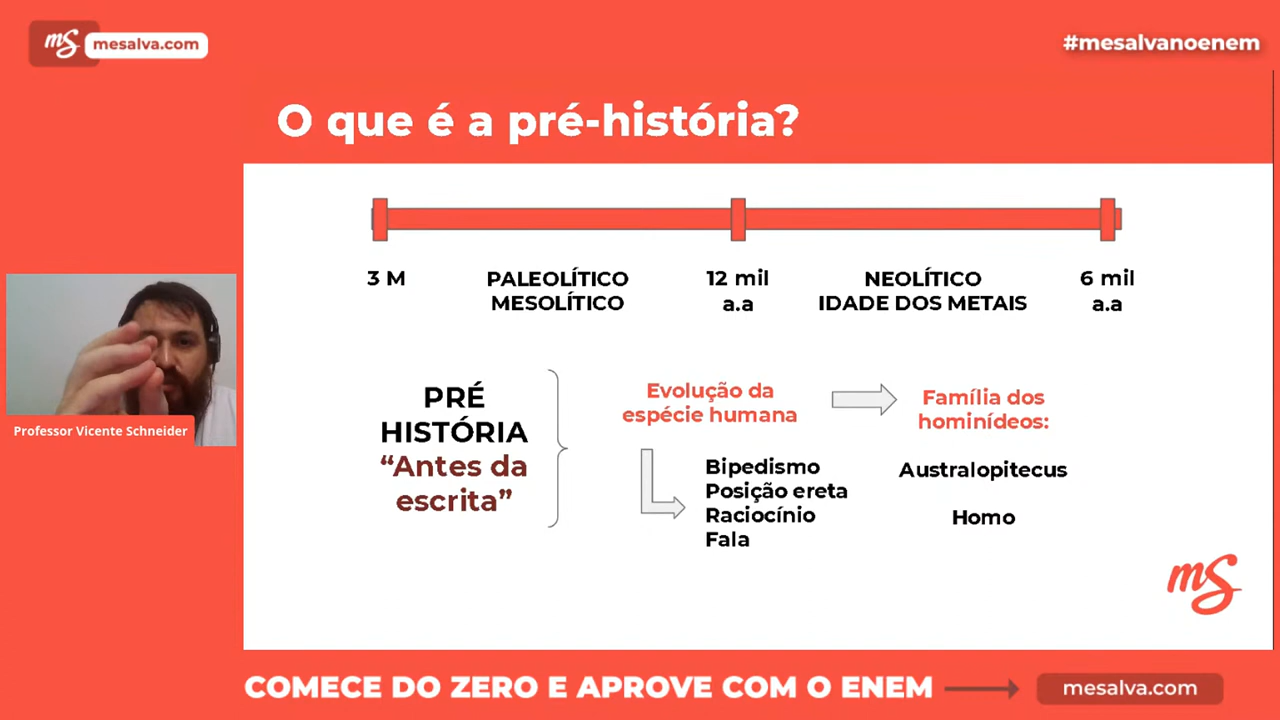 ms mesalva.com
#mesalvanoenem
O que é a pré-história?
3 M
PALEOLÍTICO
MESOLÍTICO
12 mil
a.a
NEOLÍTICO
IDADE DOS METAIS
6 mil
a.a
PRÉ
HISTÓRIA
“Antes da
escrita”
Evolução da
espécie humana
Bipedismo
Posição ereta
Raciocínio
Fala
Família dos
hominídeos:
Australopitecus
Homo
Professor Vicente Schneider
ms
COMECE DO ZERO E APROVE COM O ENEM
mesalva.com